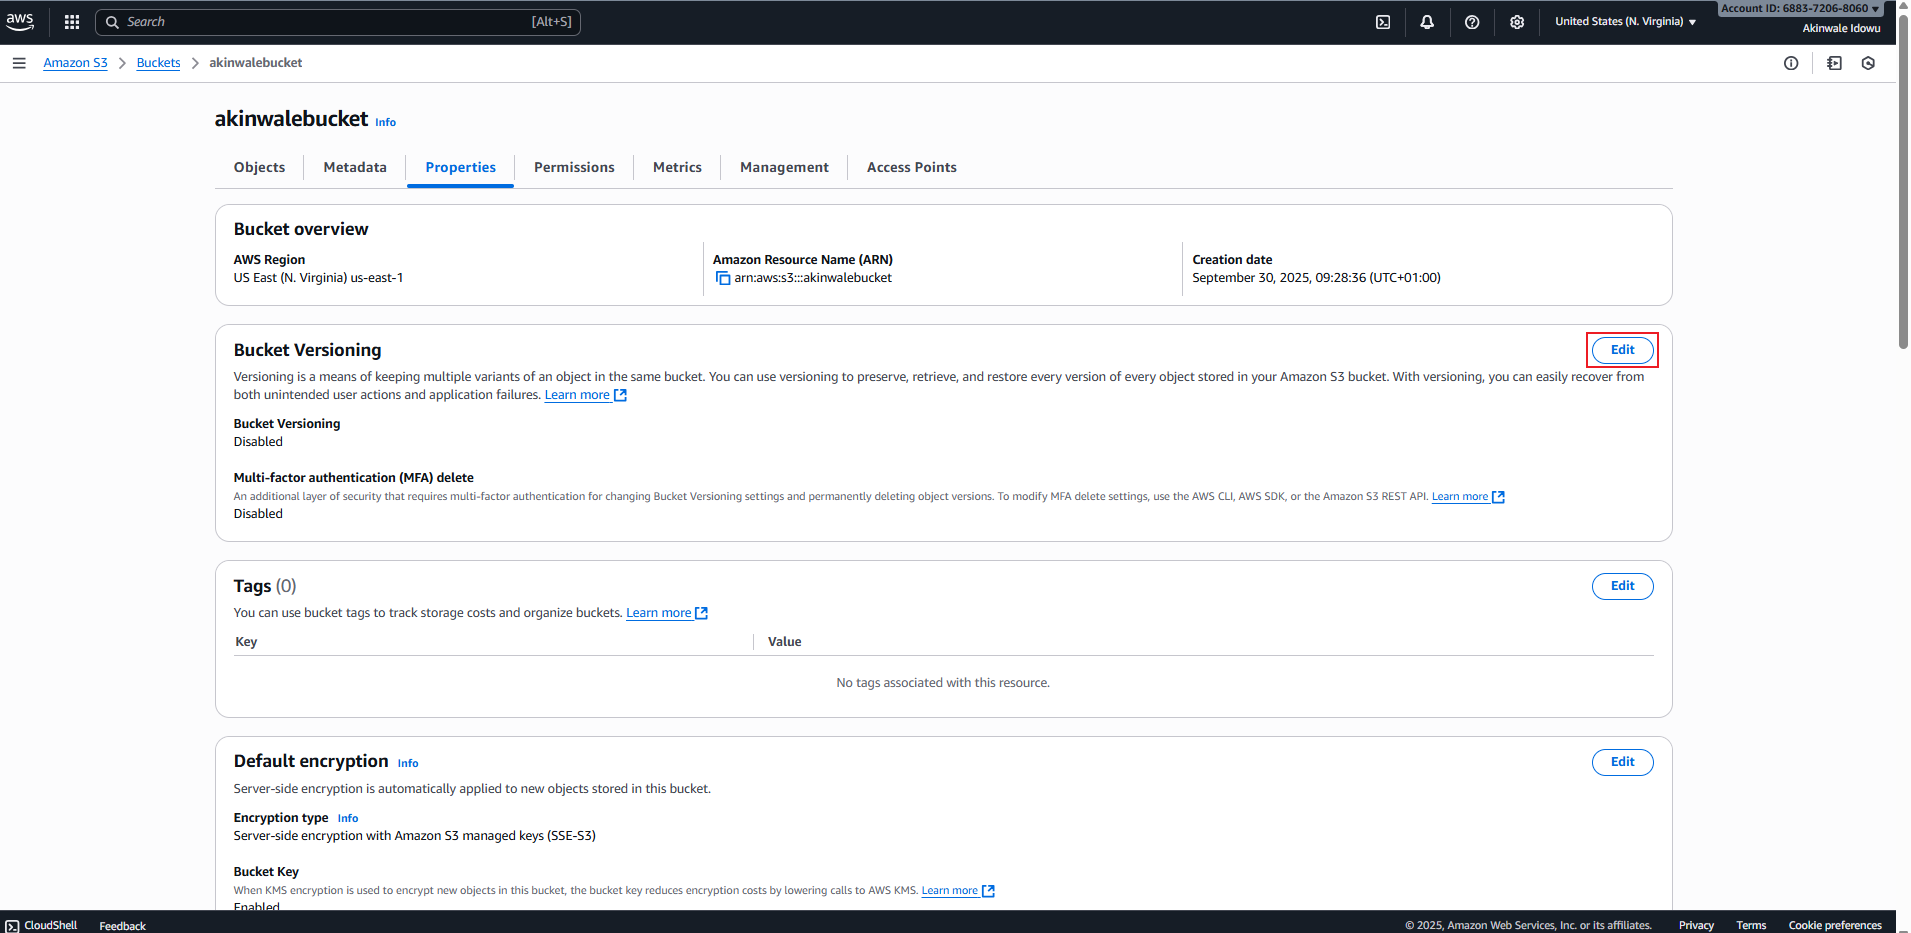 aws
Search [Alt+S]
United States (N. Virginia)
Account ID: 6883-7206-8060
Akinwale Idowu
Amazon S3 Buckets akinwalebucket
akinwalebucket Info
Objects Metadata Properties Permissions Metrics Management Access Points
Bucket overview
AWS Region
US East (N. Virginia) us-east-1
Amazon Resource Name (ARN)
arn:aws:s3:::akinwalebucket
Creation date
September 30, 2025, 09:28:36 (UTC+01:00)
Bucket Versioning Edit
Versioning is a means of keeping multiple variants of an object in the same bucket. You can use versioning to preserve, retrieve, and restore every version of every object stored in your Amazon S3 bucket. With versioning, you can easily recover from
both unintended user actions and application failures. Learn more
Bucket Versioning
Disabled
Multi-factor authentication (MFA) delete
An additional layer of security that requires multi-factor authentication for changing Bucket Versioning settings and permanently deleting object versions. To modify MFA delete settings, use the AWS CLI, AWS SDK, or the Amazon S3 REST API. Learn more
Disabled
Tags (0) Edit
You can use bucket tags to track storage costs and organize buckets. Learn more
Key Value
No tags associated with this resource.
Default encryption Info Edit
Server-side encryption is automatically applied to new objects stored in this bucket.
Encryption type Info
Server-side encryption with Amazon S3 managed keys (SSE-S3)
Bucket Key
When KMS encryption is used to encrypt new objects in this bucket, the bucket key reduces encryption costs by lowering calls to AWS KMS. Learn more
Enabled
CloudShell Feedback © 2025, Amazon Web Services, Inc. or its affiliates. Privacy Terms Cookie preferences